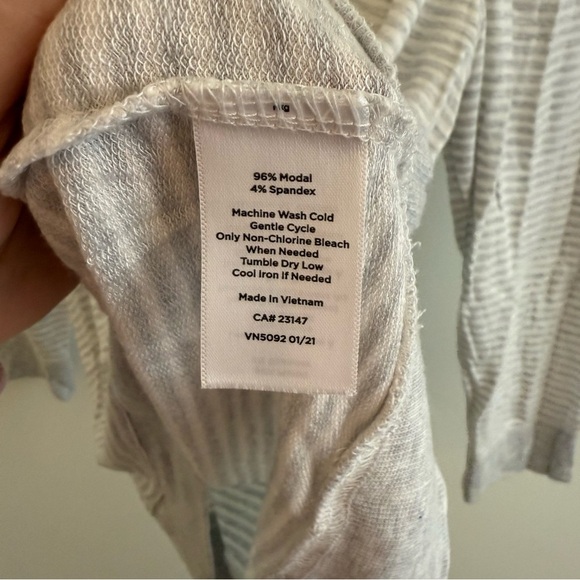 96% Modal
4% Spandex
Machine Wash Cold
Gentle Cycle
Only Non-Chlorine Bleach
When Needed
Tumble Dry Low
Cool Iron if Needed
Made in Vietnam
CA# 23147
VN5092 01/21